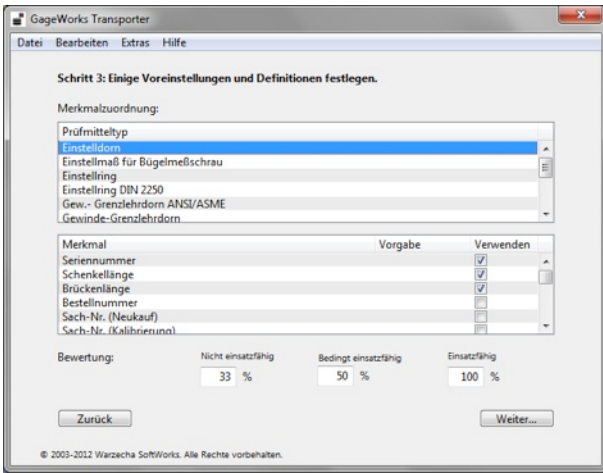 GageWorks Transporter
Datei Bearbeiten Extras Hilfe
Schritt 3: Einige Voreinstellungen und Definitionen festlegen.
Merkmalzuordnung:
Prüfmitteltyp
Einstelldorn
Einstellmaß für Bügelmeßschrau
Einstellring
Einstellring DIN 2250
Gew.- Grenzlehrdorn ANSI/ASME
Gewinde-Grenzlehrdorn
Merkmal Vorgabe Verwenden
Seriennummer
Schenkellänge
Brückenlänge
Bestellnummer
Sach-Nr. (Neukauf)
Sach-Nr. (Kalibrierung)
Bewertung: Nicht einsatzfähig Bedingt einsatzfähig Einsatzfähig
33 % 50 % 100 %
Zurück Weiter...
© 2003-2012 Warzecha SoftWorks. Alle Rechte vorbehalten.